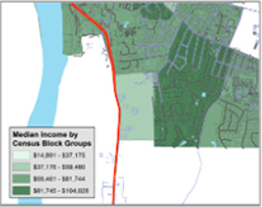 Median Income by
Census Block Groups
$14,891 - $37,175
$37,176 - $59,460
$59,461 - $81,744
$81,745 - $104,028